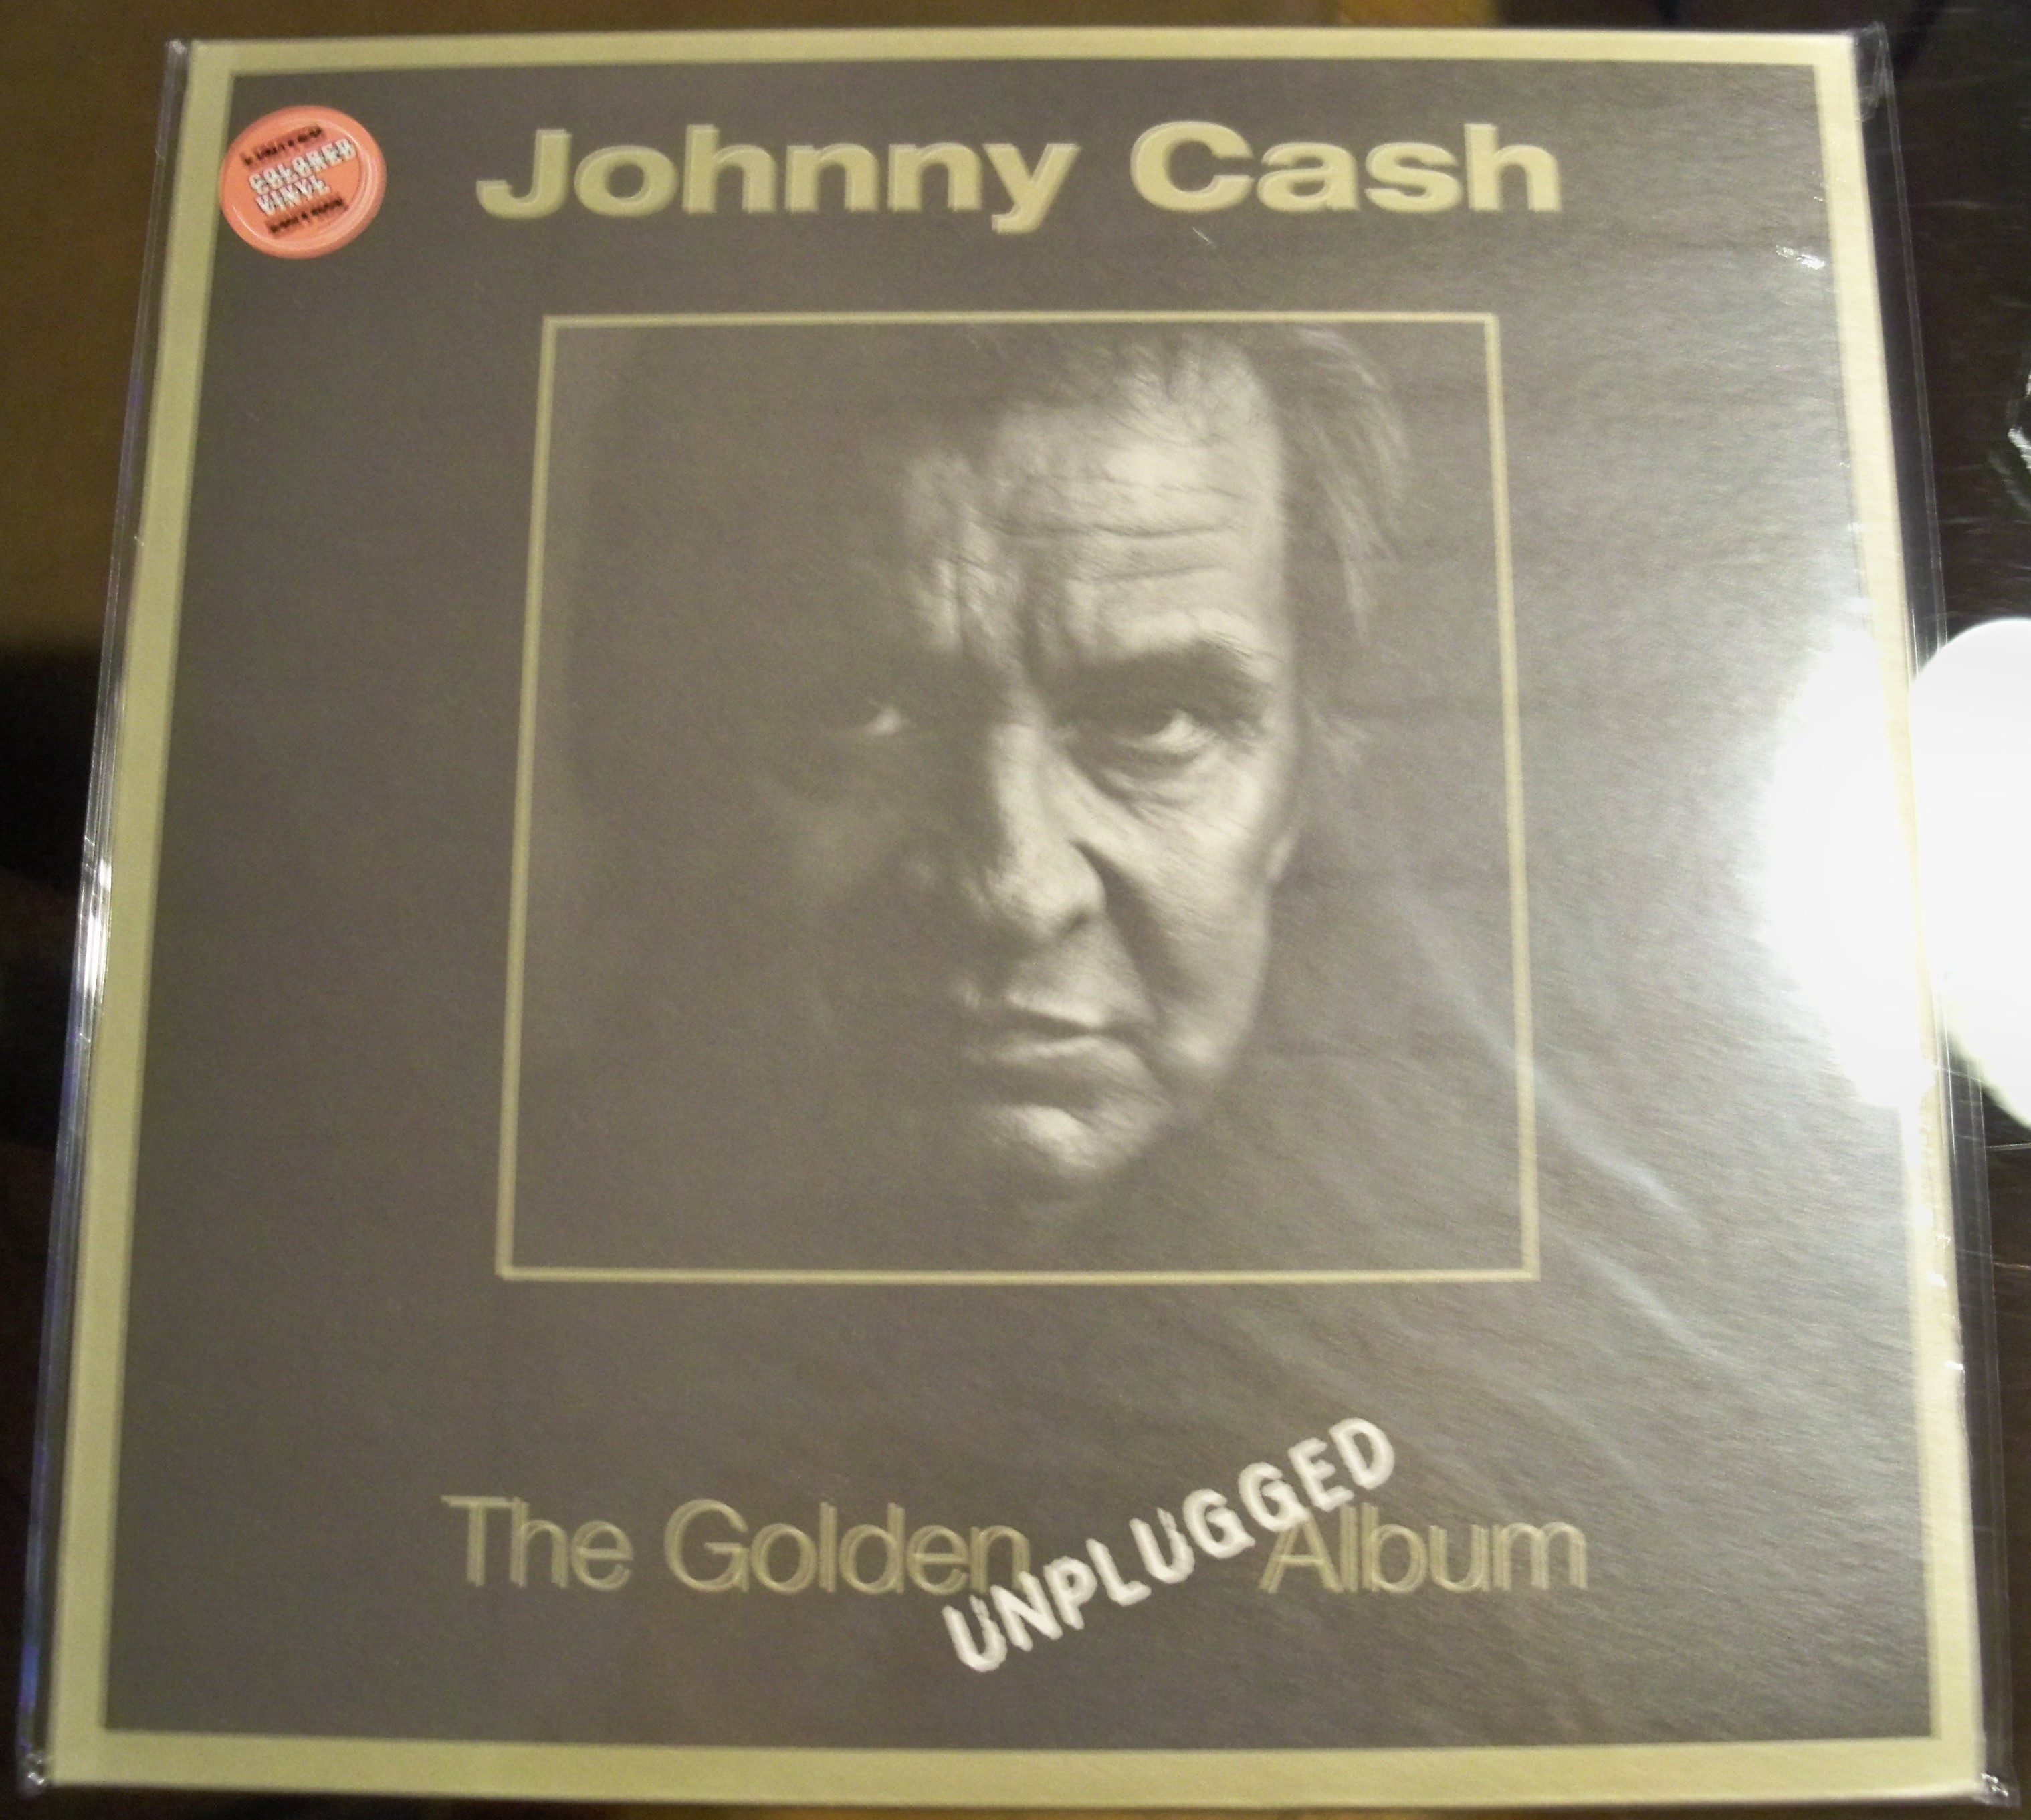 Johnny Cash
COLORED
VINYL
The Golden Album
UNPLUGGED